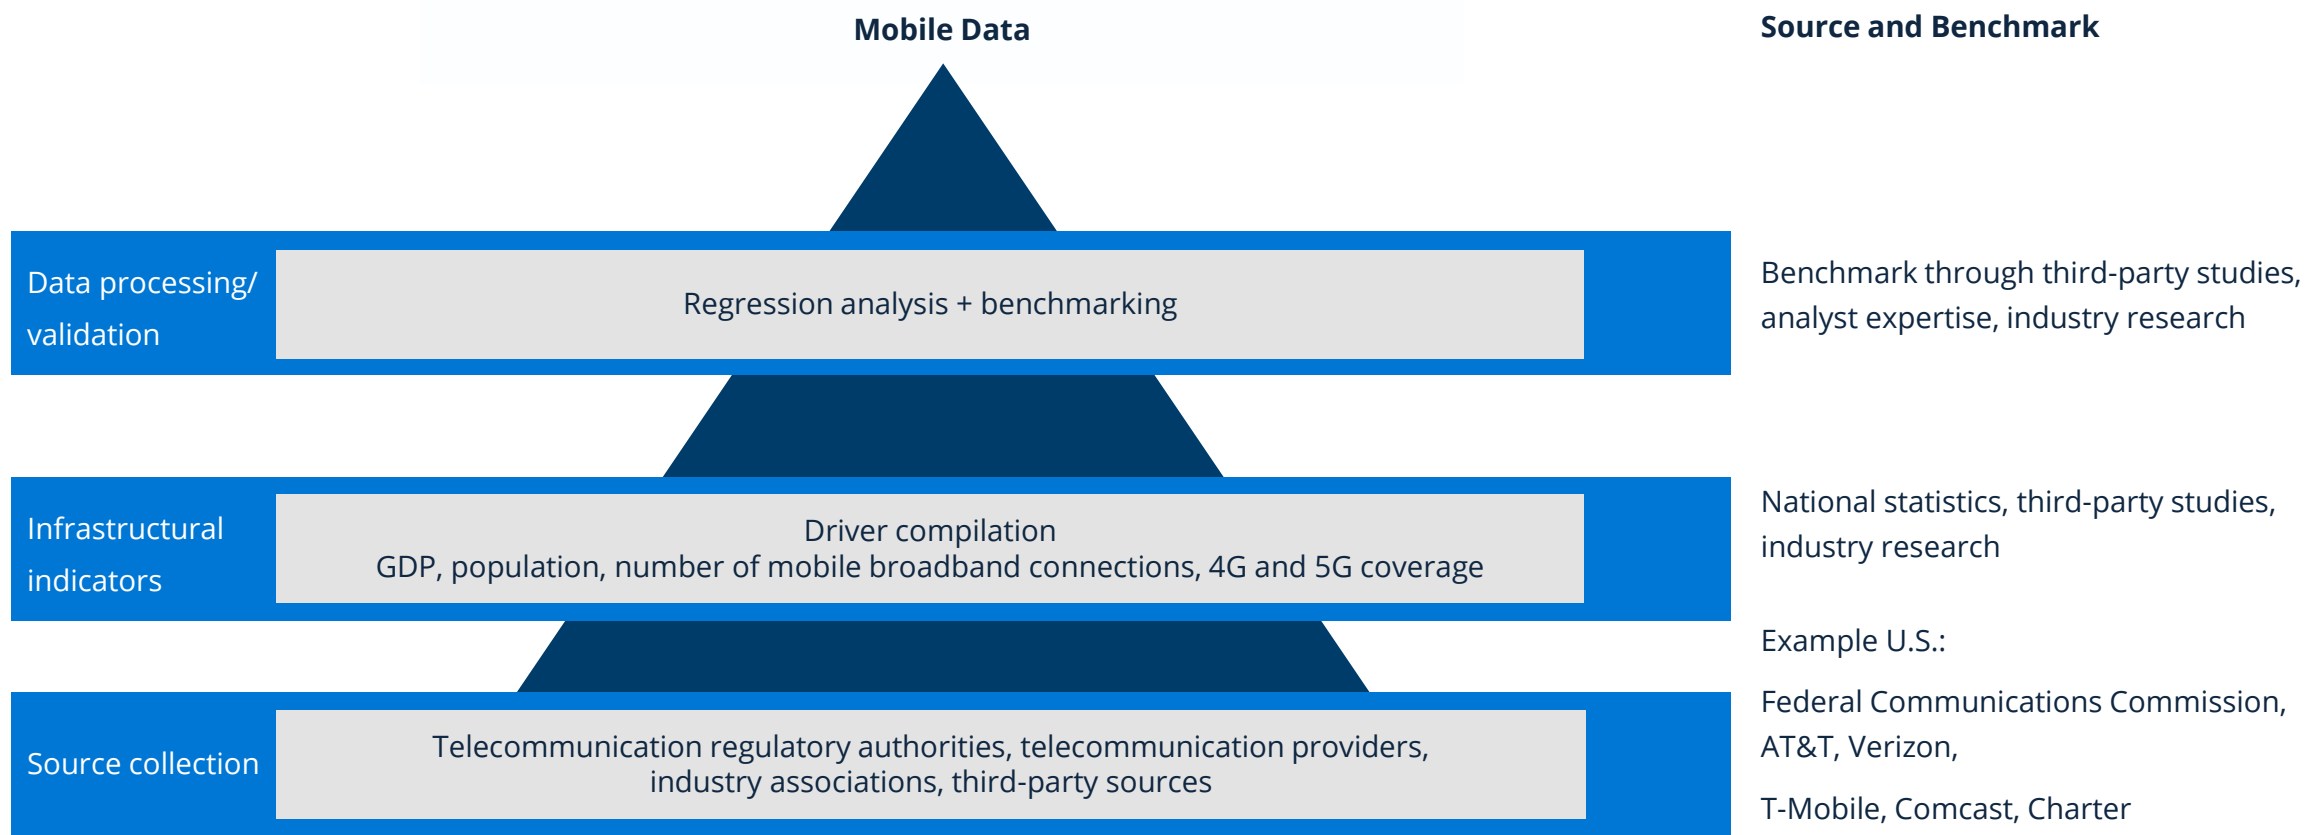 Mobile Data
Source and Benchmark
Data processing/
validation
Regression analysis + benchmarking
Benchmark through third-party studies,
analyst expertise, industry research
Infrastructural
indicators
Driver compilation
GDP, population, number of mobile broadband connections, 4G and 5G coverage
National statistics, third-party studies,
industry research
Source collection
Telecommunication regulatory authorities, telecommunication providers,
industry associations, third-party sources
Example U.S.:
Federal Communications Commission,
AT&T, Verizon,
T-Mobile, Comcast, Charter